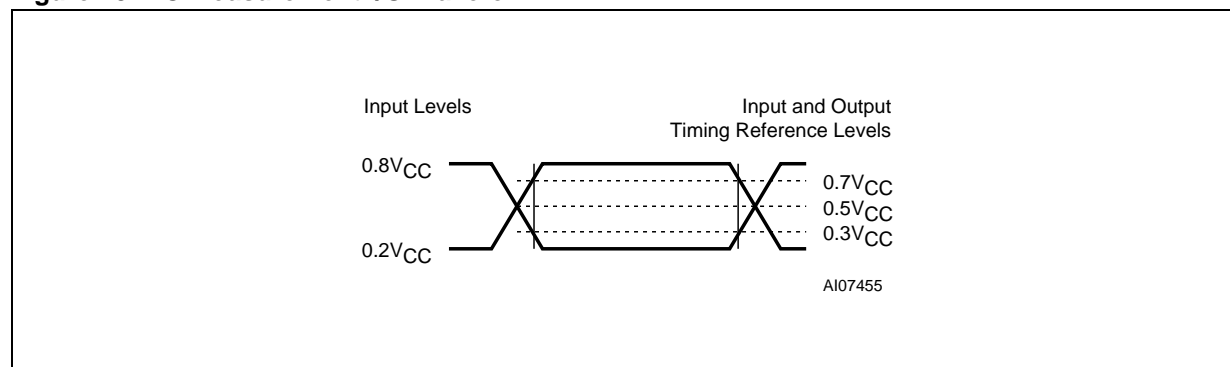 Input Levels
Input and Output
Timing Reference Levels
0.8VCC
0.7VCC
0.5VCC
0.3VCC
0.2VCC
AI07455